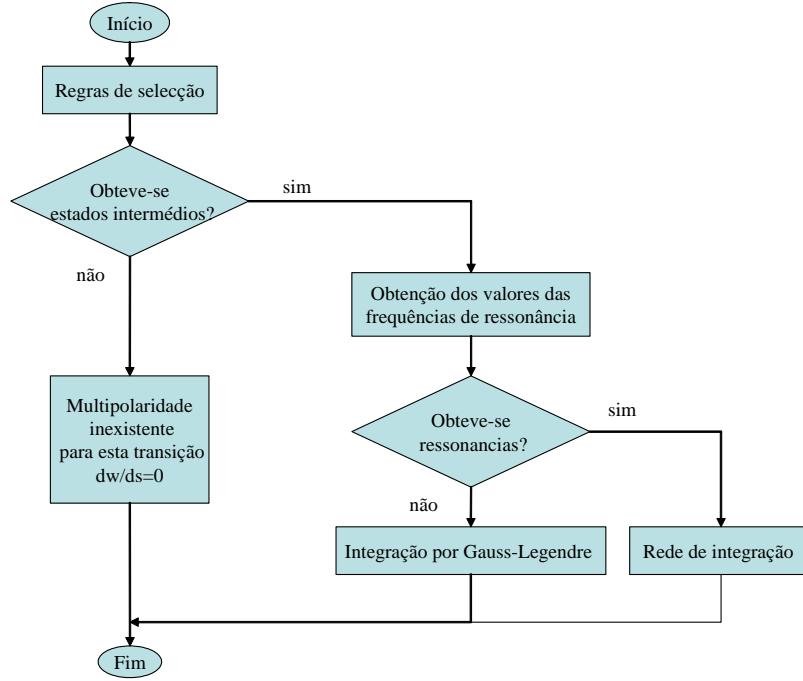 Início
Regras de selecção
Obteve-se
estados intermédios?
sim
não
Obtenção dos valores das
frequências de ressonância
Multipolaridade
inexistente
para esta transição
dw/ds=0
Obteve-se
ressonancias?
sim
não
Integração por Gauss-Legendre
Rede de integração
Fim